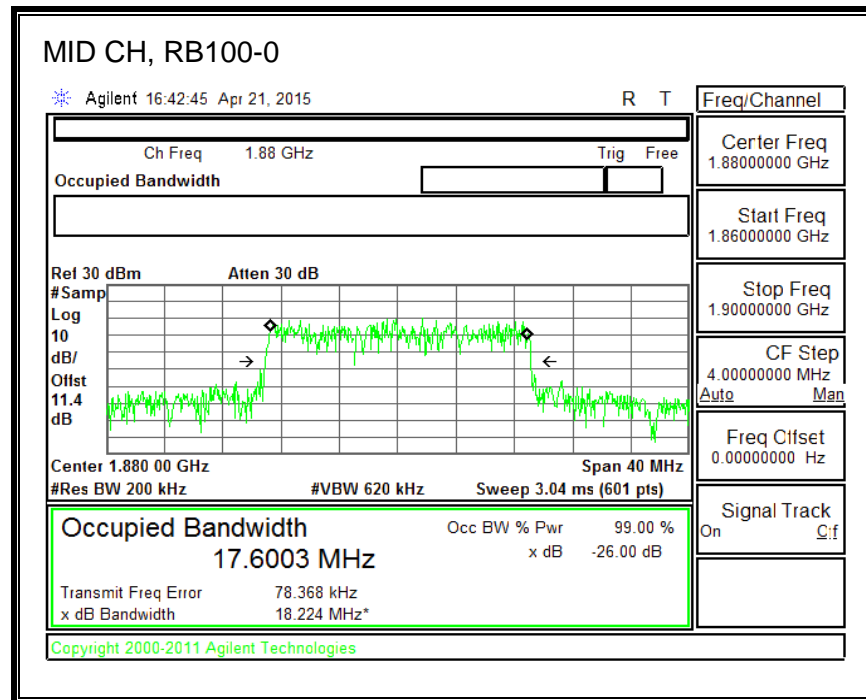 MID CH, RB100-0
Agilent 16:42:45 Apr 21, 2015 R T
Freq/Channel
Ch Freq 1.88 GHz Trig Free
Occupied Bandwidth
Center Freq
1.88000000 GHz
Start Freq
1.86000000 GHz
Stop Freq
1.90000000 GHz
CF Step
4.00000000 MHz
Auto Man
Freq Offset
0.00000000 Hz
Signal Track
On Off
Ref 30 dBm Atten 30 dB
#Samp
Log
10
dB/
Offst
11.4
dB
Center 1.880 00 GHz Span 40 MHz
#Res BW 200 kHz #VBW 620 kHz Sweep 3.04 ms (601 pts)
Occupied Bandwidth
17.6003 MHz
Occ BW % Pwr 99.00 %
x dB -26.00 dB
Transmit Freq Error 78.368 kHz
x dB Bandwidth 18.224 MHz*
Copyright 2000-2011 Agilent Technologies